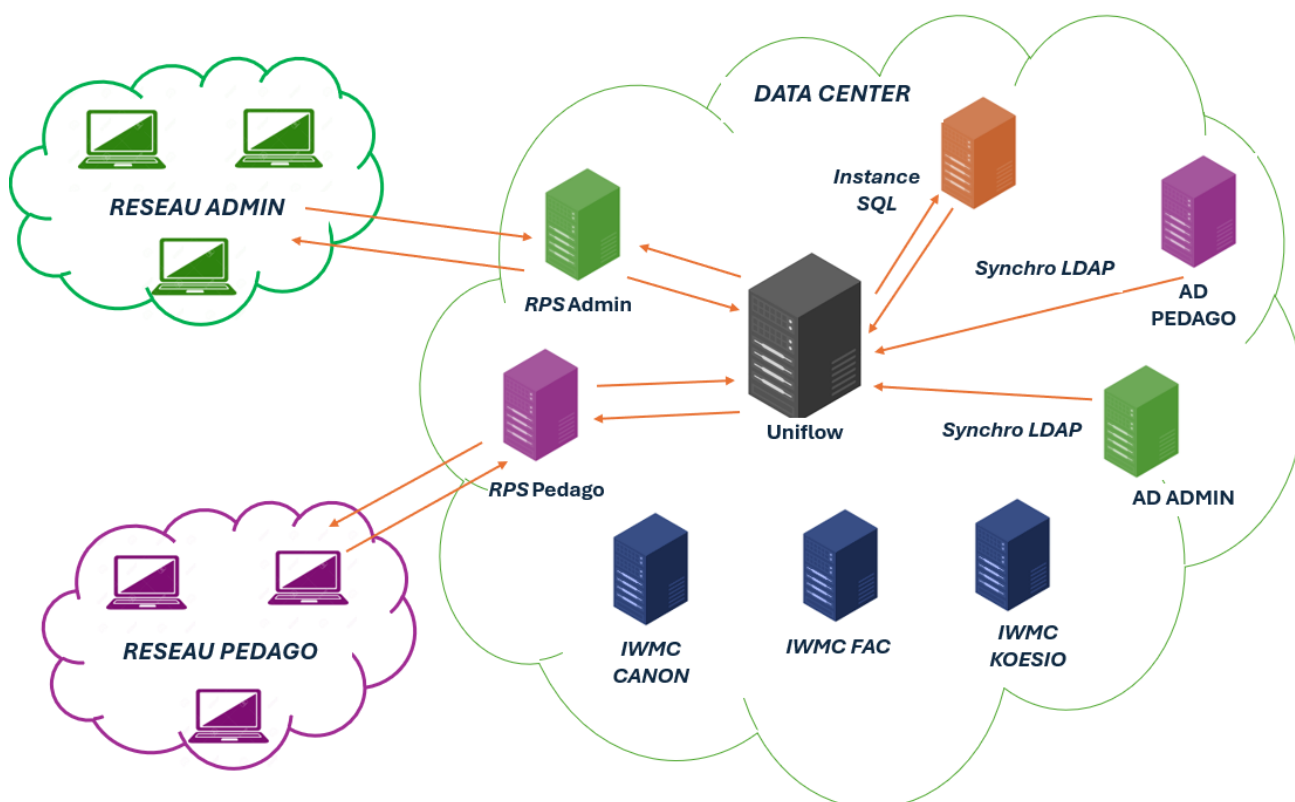 DATA CENTER
RESEAU ADMIN
Instance
SQL
Synchro LDAP
AD
PEDAGO
RPS Admin
Uniflow
Synchro LDAP
RPS Pedago
AD ADMIN
RESEAU PEDAGO
IWMC
CANON
IWMC FAC
IWMC
KOESIO